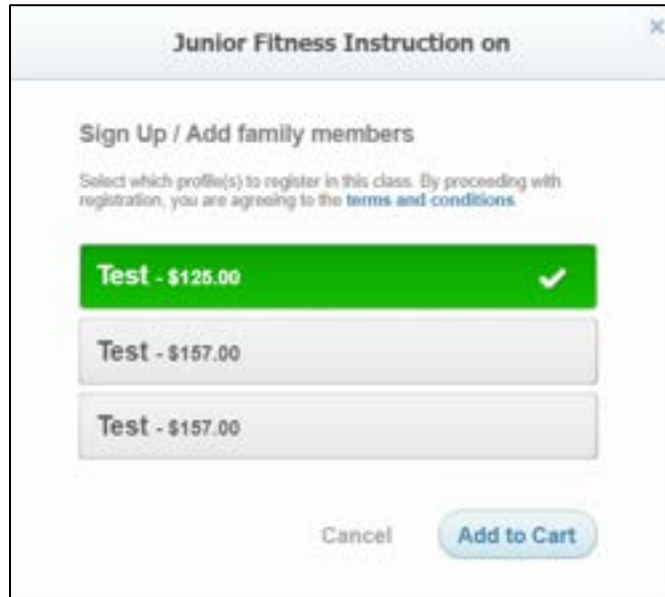 Junior Fitness Instruction on
Sign Up / Add family members
Select which profile(s) to register in this class. By proceeding with
registration, you are agreeing to the terms and conditions
Test - $125.00
Test - $157.00
Test - $157.00
Cancel
Add to Cart